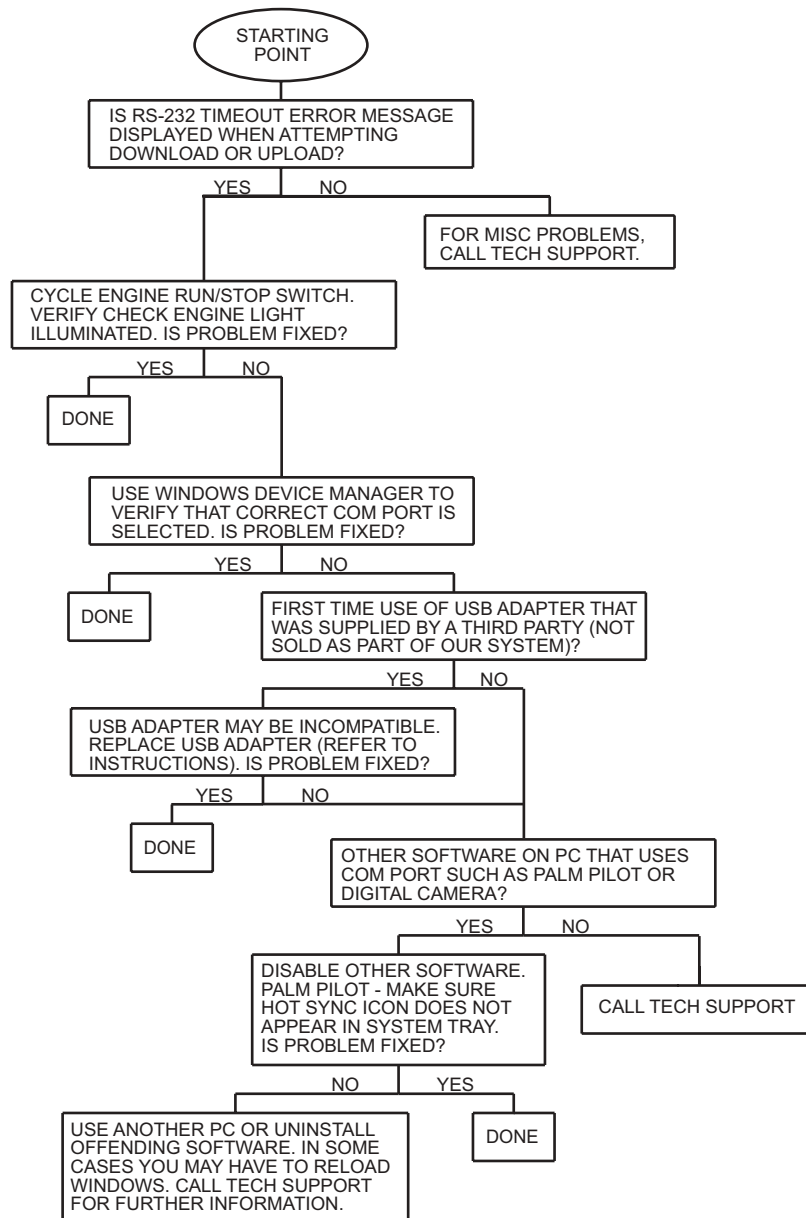 STARTING
POINT
IS RS-232 TIMEOUT ERROR MESSAGE
DISPLAYED WHEN ATTEMPTING
DOWNLOAD OR UPLOAD?
YES
NO
FOR MISC PROBLEMS,
CALL TECH SUPPORT.
CYCLE ENGINE RUN/STOP SWITCH.
VERIFY CHECK ENGINE LIGHT
ILLUMINATED. IS PROBLEM FIXED?
YES
NO
DONE
USE WINDOWS DEVICE MANAGER TO
VERIFY THAT CORRECT COM PORT IS
SELECTED. IS PROBLEM FIXED?
YES
NO
DONE
FIRST TIME USE OF USB ADAPTER THAT
WAS SUPPLIED BY A THIRD PARTY (NOT
SOLD AS PART OF OUR SYSTEM)?
YES
NO
USB ADAPTER MAY BE INCOMPATIBLE.
REPLACE USB ADAPTER (REFER TO
INSTRUCTIONS). IS PROBLEM FIXED?
YES
NO
DONE
OTHER SOFTWARE ON PC THAT USES
COM PORT SUCH AS PALM PILOT OR
DIGITAL CAMERA?
YES
NO
DISABLE OTHER SOFTWARE.
PALM PILOT - MAKE SURE
HOT SYNC ICON DOES NOT
APPEAR IN SYSTEM TRAY.
IS PROBLEM FIXED?
CALL TECH SUPPORT
NO
YES
USE ANOTHER PC OR UNINSTALL
OFFENDING SOFTWARE. IN SOME
CASES YOU MAY HAVE TO RELOAD
WINDOWS. CALL TECH SUPPORT
FOR FURTHER INFORMATION.
DONE